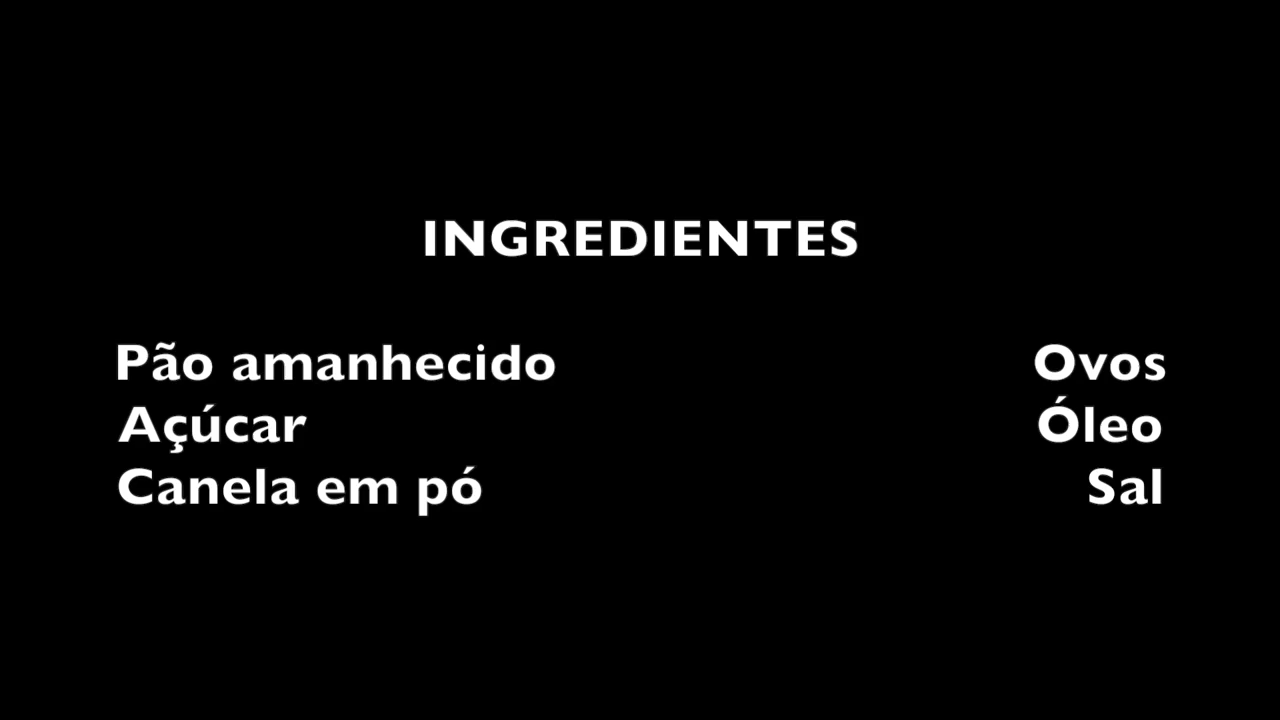 INGREDIENTES
Pão amanhecido Ovos
Açúcar Óleo
Canela em pó Sal